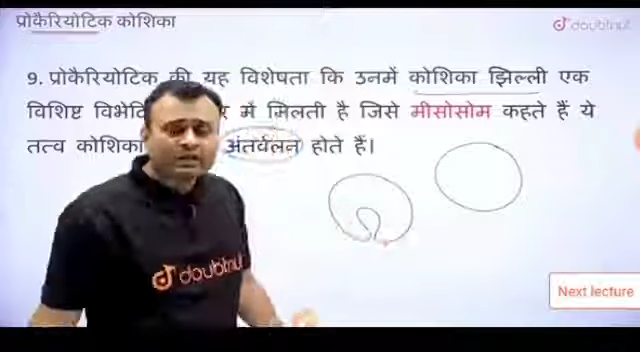 प्रोकैरियोटिक कोशिका
doubtnut
9. प्रोकैरियोटिक की यह विशेषता कि उनमें कोशिका झिल्ली एक
विशिष्ट में मिलती है जिसे मीसोसोम कहते हैं ये
तत्व कोशिका अंतर्वलन होते हैं।
doubtnut
Next lecture